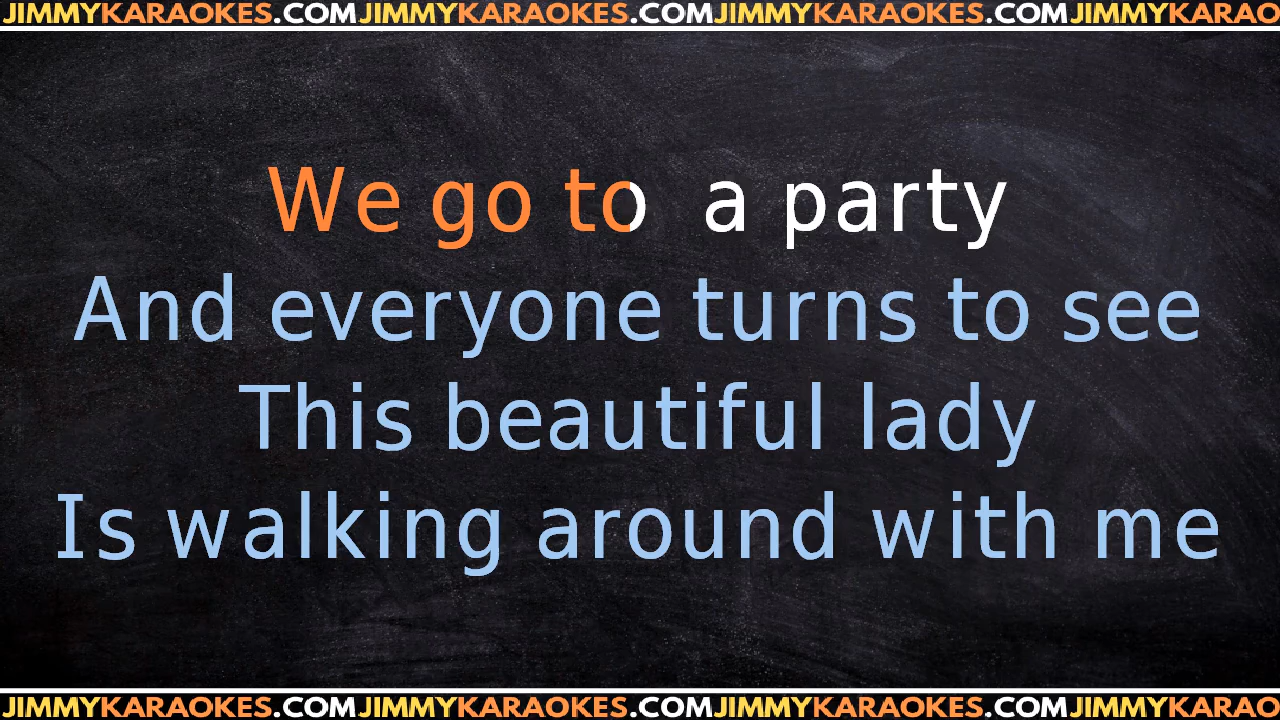 JIMMYKARAOKES.COMJIMMYKARAOKES.COMJIMMYKARAOKES.COMJIMMYKARAO
We go to a party
And everyone turns to see
This beautiful lady
Is walking around with me
JIMMYKARAOKES.COMJIMMYKARAOKES.COMJIMMYKARAOKES.COMJIMMYKARAO